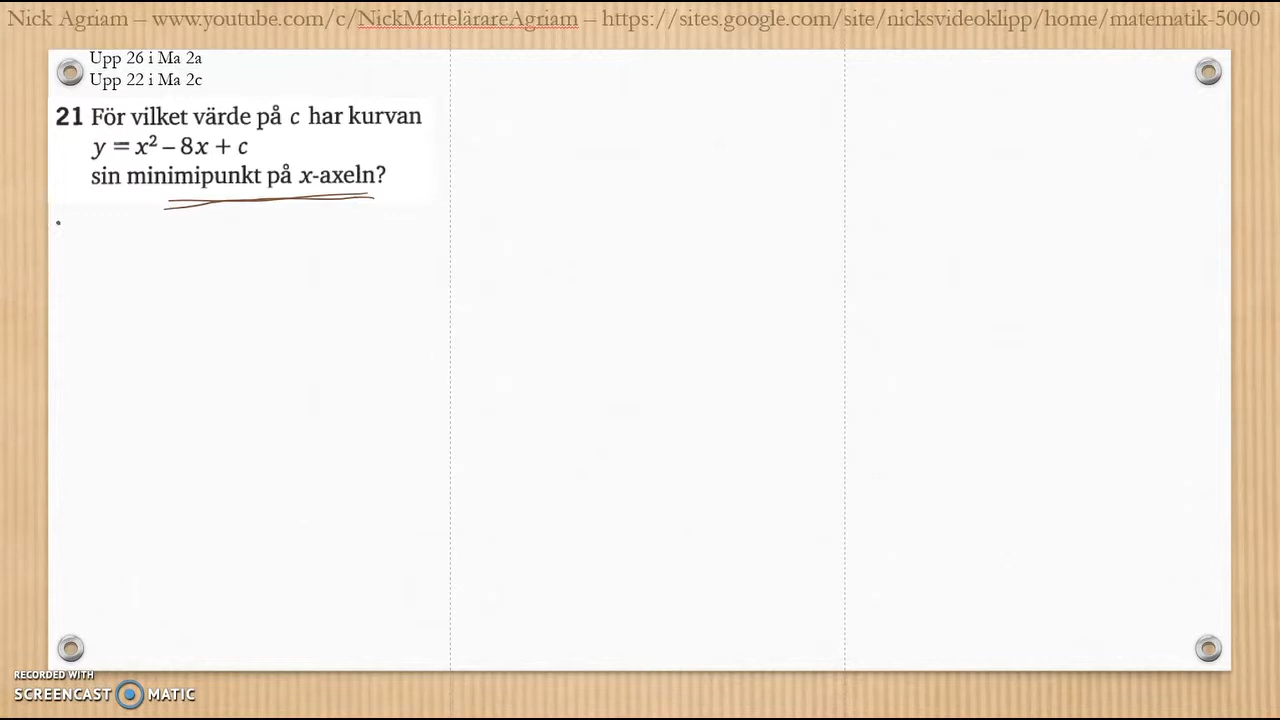 Nick Agriam – www.youtube.com/c/NickMattelärareAgriam – https://sites.google.com/site/nicksvideoklipp/home/matematik-5000
Upp 26 i Ma 2a
Upp 22 i Ma 2c
21 För vilket värde på c har kurvan
y = x² – 8x + c
sin minimipunkt på x-axeln?
RECORDED WITH
SCREENCAST MATIC